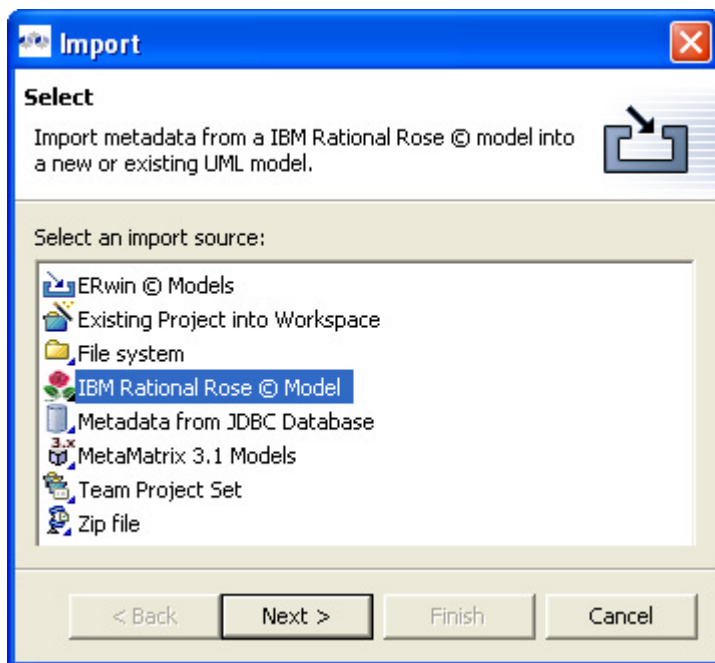 Import
Select
Import metadata from a IBM Rational Rose © model into
a new or existing UML model.
Select an import source:
ERwin © Models
Existing Project into Workspace
File system
IBM Rational Rose © Model
Metadata from JDBC Database
3.x
MetaMatrix 3.1 Models
Team Project Set
Zip file
< Back Next > Finish Cancel